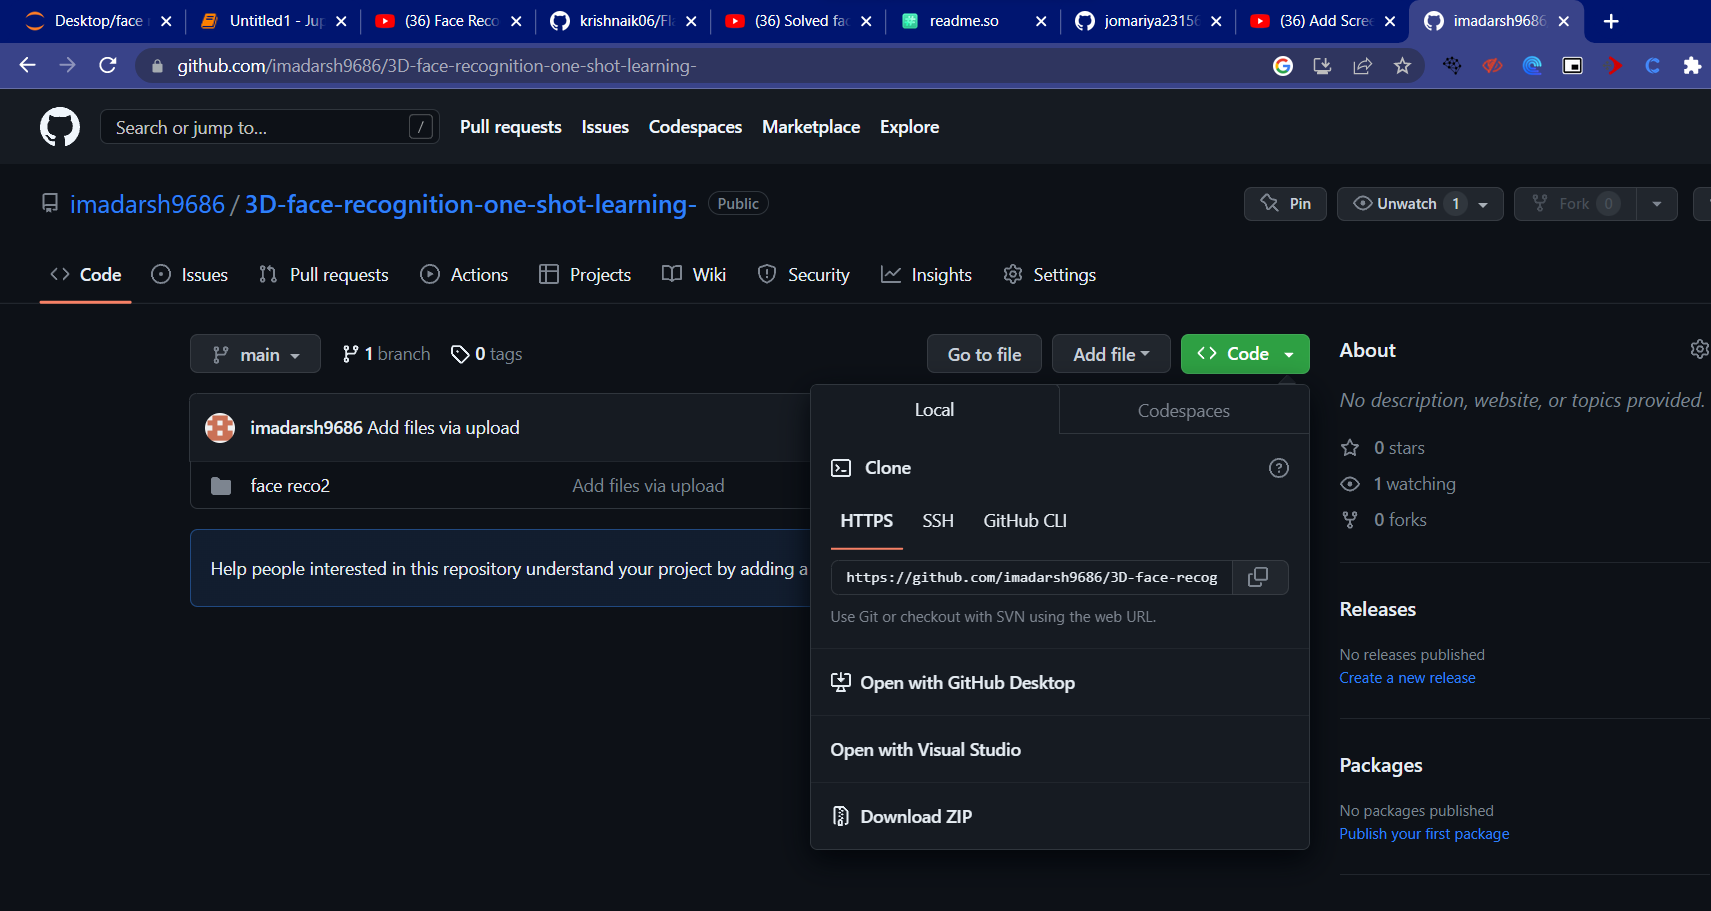 Desktop/face Untitled1 - Jup (36) Face Reco krishnaik06/Fl (36) Solved fac readme.so jomariya2315 (36) Add Scree imadarsh9686
github.com/imadarsh9686/3D-face-recognition-one-shot-learning-
Search or jump to... / Pull requests Issues Codespaces Marketplace Explore
imadarsh9686 / 3D-face-recognition-one-shot-learning- Public Pin Unwatch 1 Fork 0
Code Issues Pull requests Actions Projects Wiki Security Insights Settings
main 1 branch 0 tags Go to file Add file Code About
Local Codespaces
No description, website, or topics provided.
imadarsh9686 Add files via upload
0 stars
Clone
face reco2 Add files via upload
1 watching
HTTPS SSH GitHub CLI
0 forks
Help people interested in this repository understand your project by adding a
https://github.com/imadarsh9686/3D-face-recog
Use Git or checkout with SVN using the web URL.
Releases
No releases published
Create a new release
Open with GitHub Desktop
Open with Visual Studio
Packages
No packages published
Publish your first package
Download ZIP